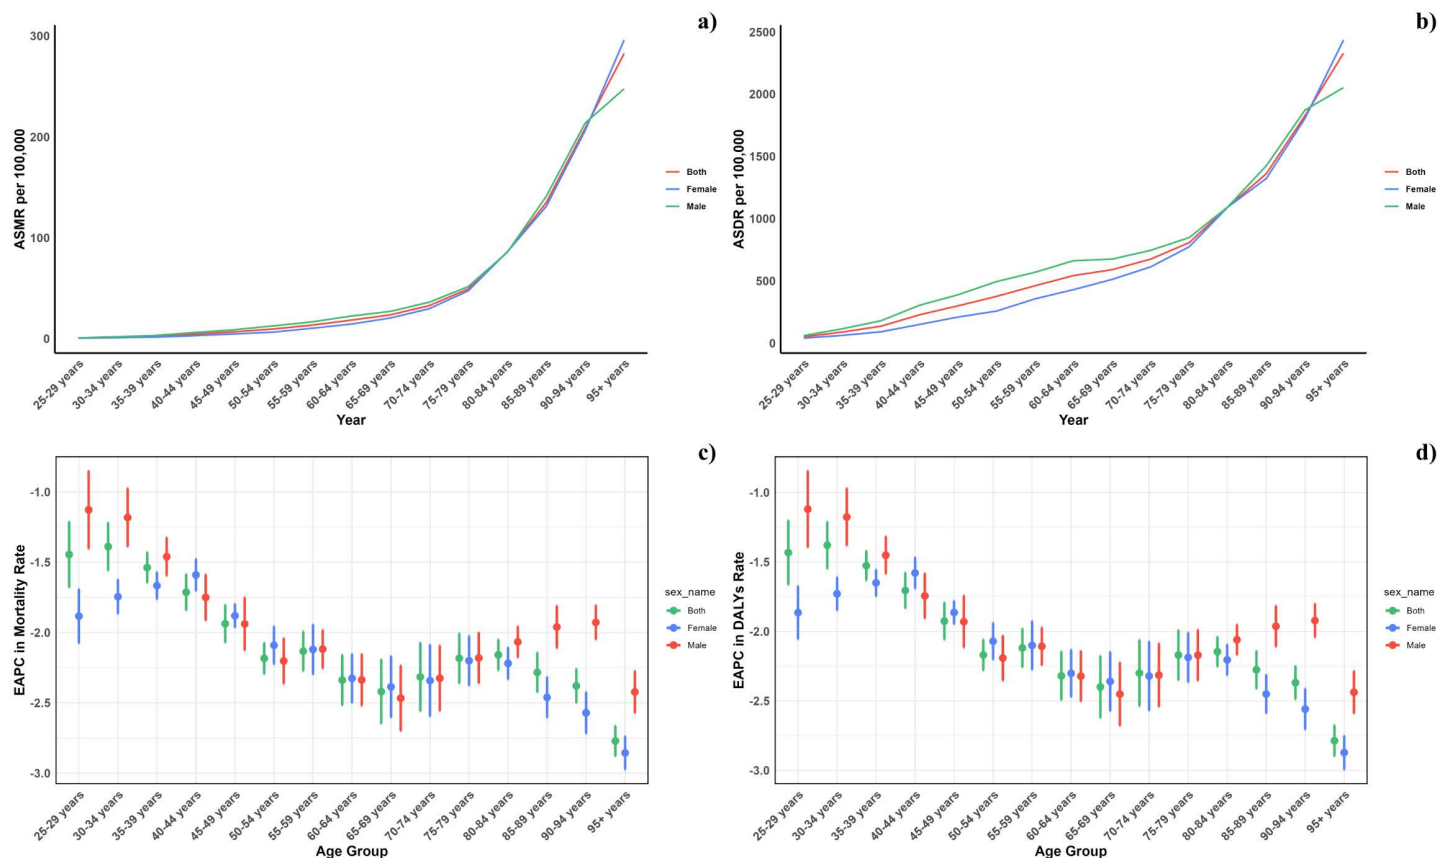 a)
300
200
100
0
ASMR per 100,000
Both
Female
Male
25-29 years
30-34 years
35-39 years
40-44 years
45-49 years
50-54 years
55-59 years
60-64 years
65-69 years
70-74 years
75-79 years
80-84 years
85-89 years
90-94 years
95+ years
Year
b)
2500
2000
1500
1000
500
0
ASDR per 100,000
Both
Female
Male
25-29 years
30-34 years
35-39 years
40-44 years
45-49 years
50-54 years
55-59 years
60-64 years
65-69 years
70-74 years
75-79 years
80-84 years
85-89 years
90-94 years
95+ years
Year
c)
-1.0
-1.5
-2.0
-2.5
-3.0
EAPC in Mortality Rate
sex_name
Both
Female
Male
25-29 years
30-34 years
35-39 years
40-44 years
45-49 years
50-54 years
55-59 years
60-64 years
65-69 years
70-74 years
75-79 years
80-84 years
85-89 years
90-94 years
95+ years
Age Group
d)
-1.0
-1.5
-2.0
-2.5
-3.0
EAPC in DALYs Rate
sex_name
Both
Female
Male
25-29 years
30-34 years
35-39 years
40-44 years
45-49 years
50-54 years
55-59 years
60-64 years
65-69 years
70-74 years
75-79 years
80-84 years
85-89 years
90-94 years
95+ years
Age Group